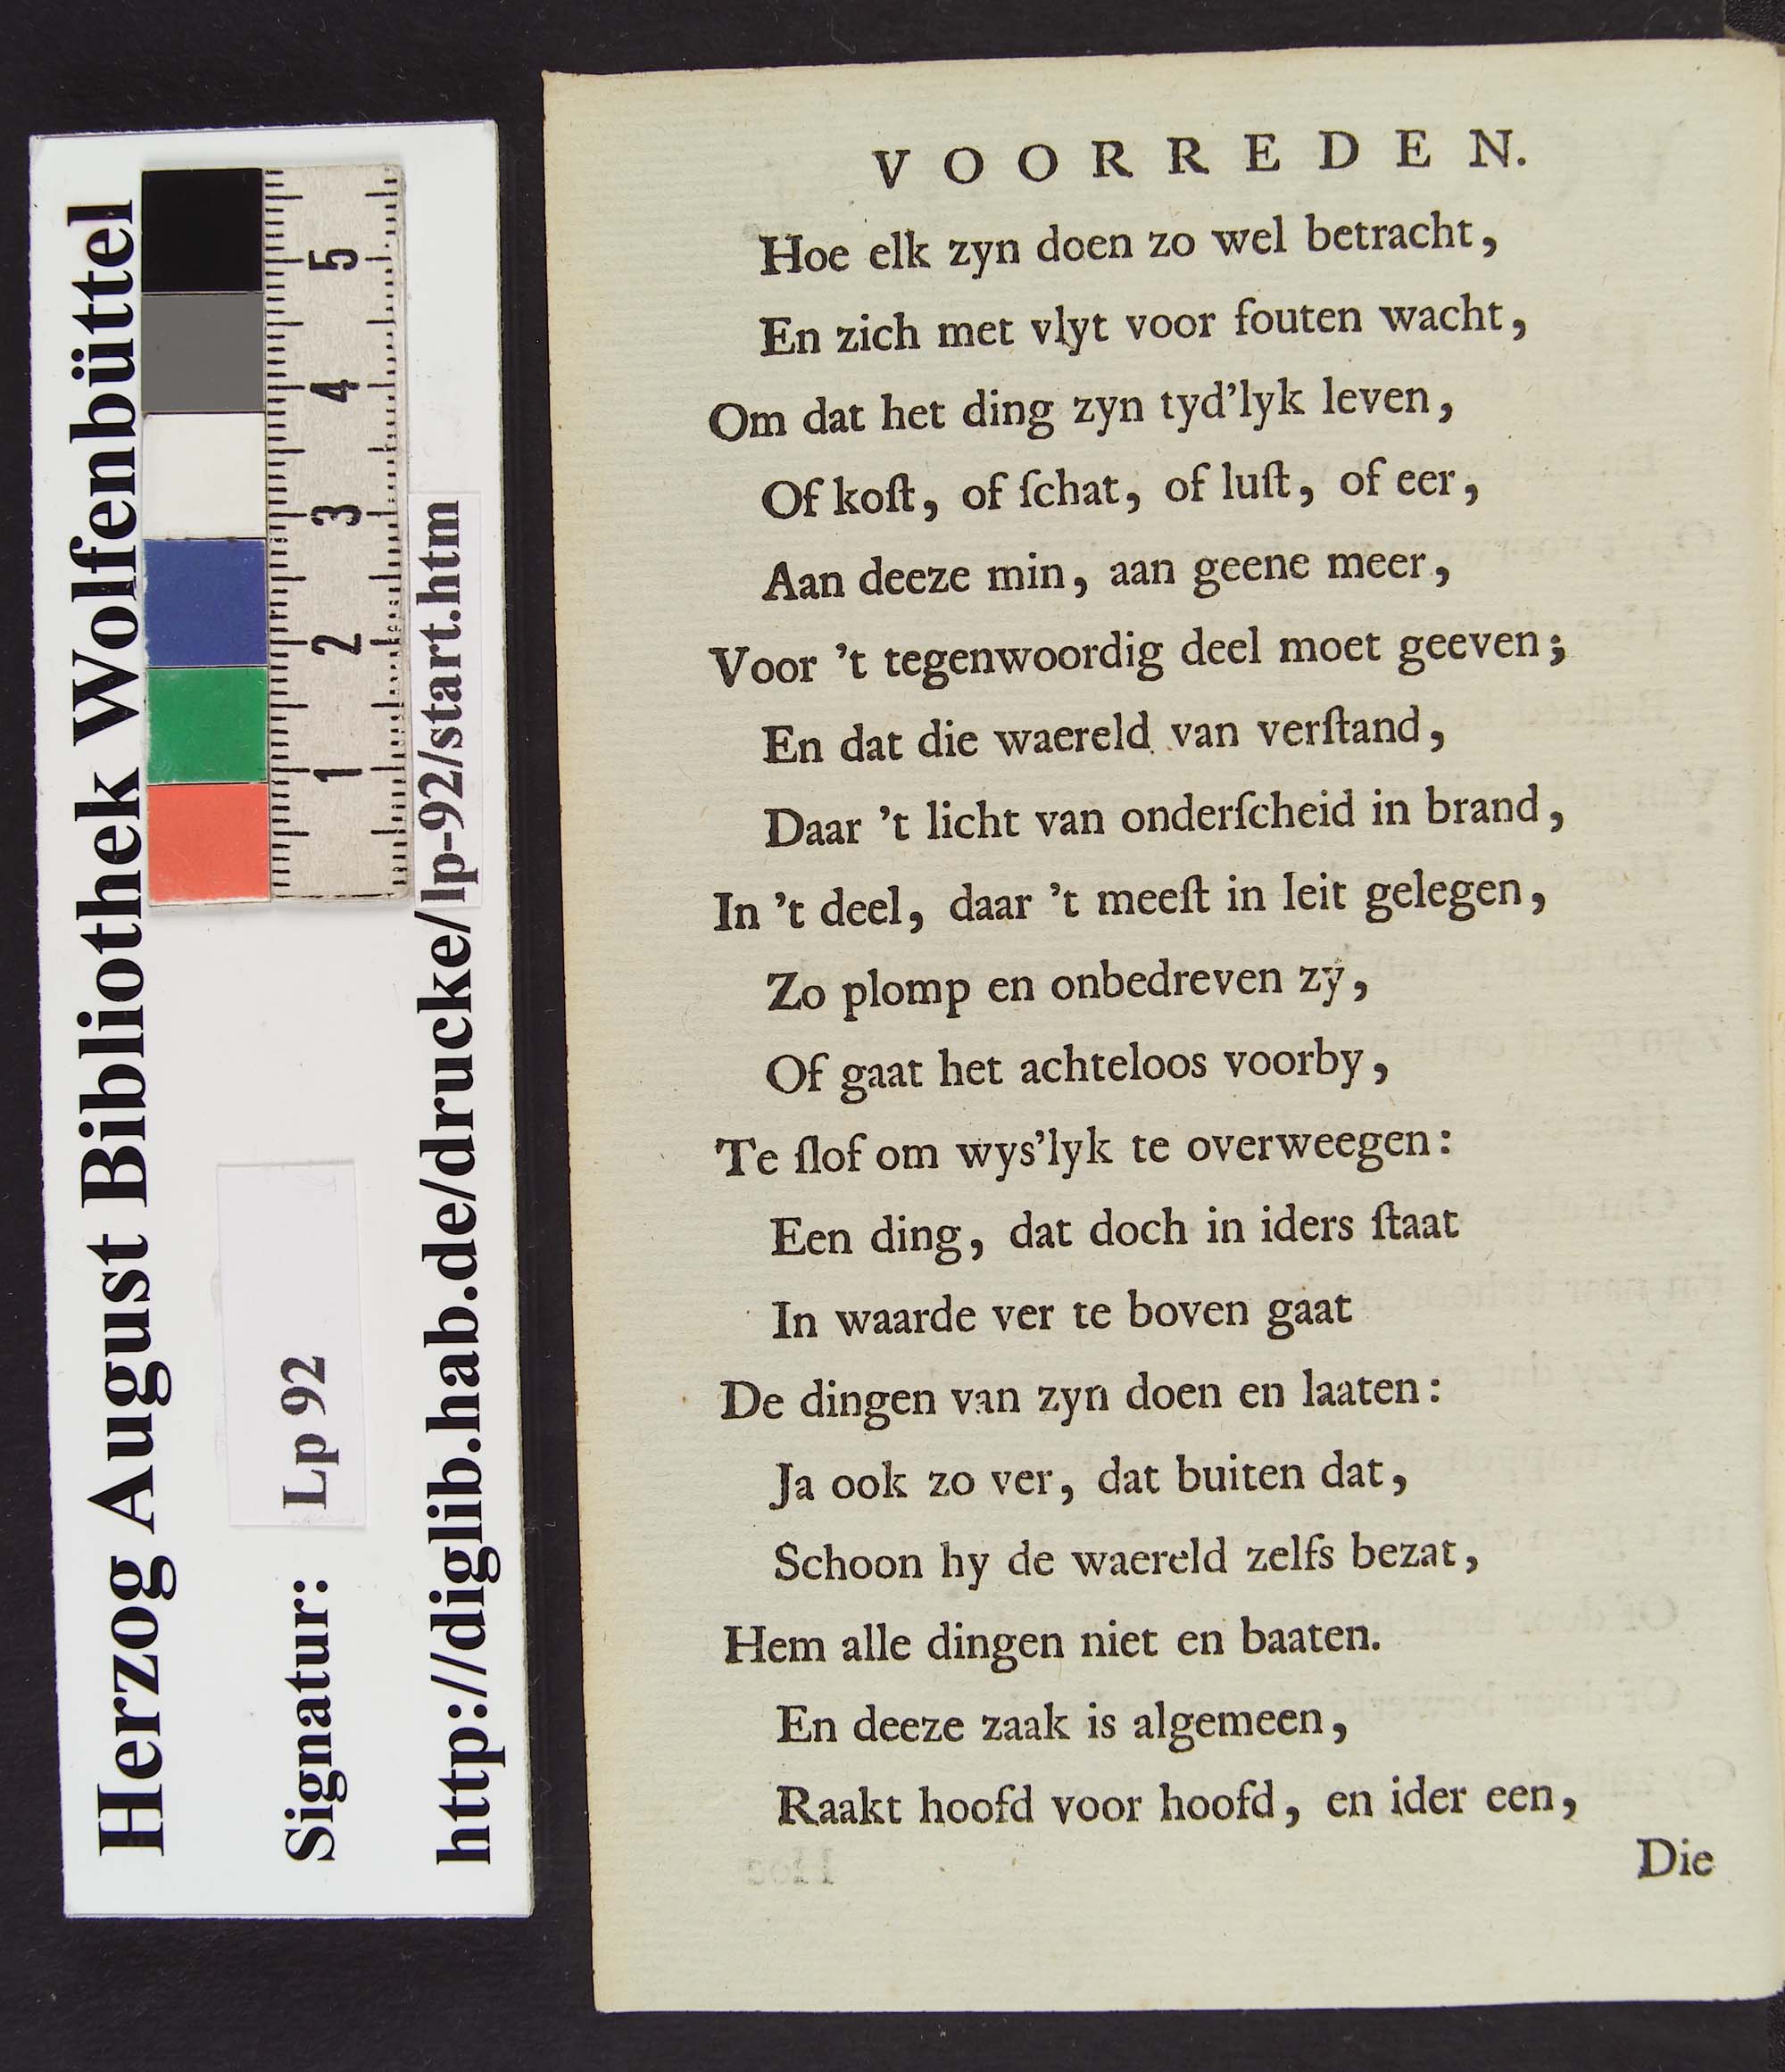 VOORREDEN.
Hoe elk zyn doen zo wel betracht,
En zich met vlyt voor fouten wacht,
Om dat het ding zyn tyd'lyk leven,
Of koſt, of ſchat, of luſt, of eer,
Aan deeze min, aan geene meer,
Voor 't tegenwoordig deel moet geeven;
En dat die waereld van verſtand,
Daar 't licht van onderſcheid in brand,
In 't deel, daar 't meeſt in leit gelegen,
Zo plomp en onbedreven zÿ,
Of gaat het achteloos voorby,
Te ſlof om wys'lyk te overweegen:
Een ding, dat doch in iders ſtaat
In waarde ver te boven gaat
De dingen van zyn doen en laaten:
Ja ook zo ver, dat buiten dat,
Schoon hy de waereld zelfs bezat,
Hem alle dingen niet en baaten.
En deeze zaak is algemeen,
Raakt hoofd voor hoofd, en ider een,
Die
Herzog August Bibliothek Wolfenbüttel
Signatur: Lp 92
http://diglib.hab.de/drucke/lp-92/start.htm
5
4
3
2
1